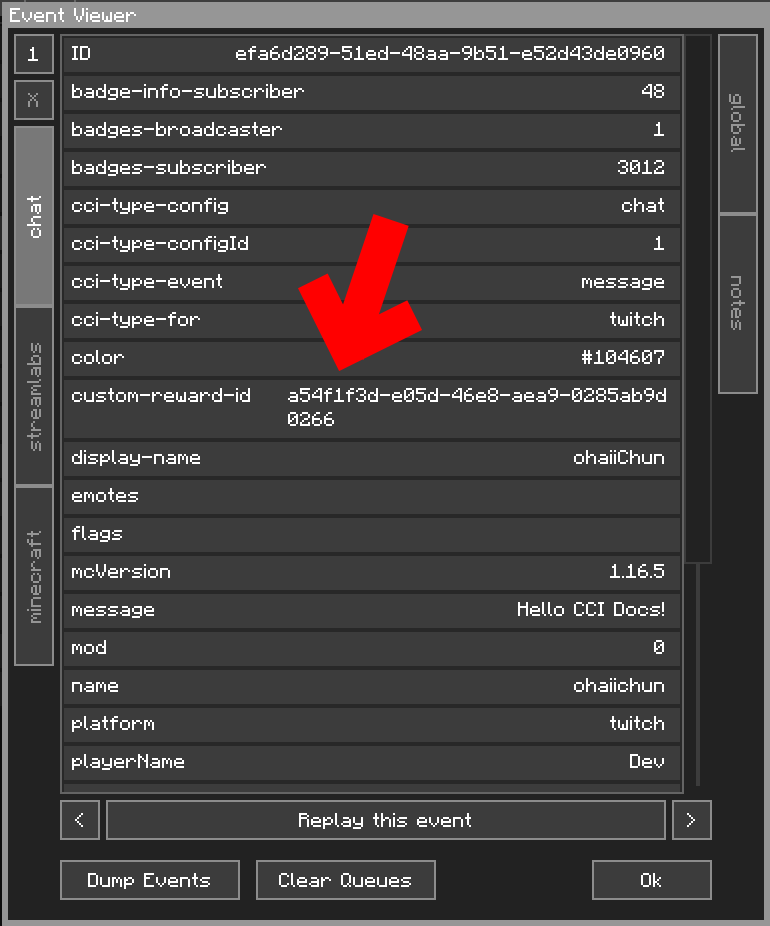 Event Viewer
1
X
chat
streamlabs
minecraft
ID efa6d289-51ed-48aa-9b51-e52d43de0960
badge-info-subscriber 48
badges-broadcaster 1
badges-subscriber 3012
cci-type-config chat
cci-type-configId 1
cci-type-event message
cci-type-for twitch
color #104607
custom-reward-id a54f1f3d-e05d-46e8-aea9-0285ab9d
0266
display-name ohaiiChun
emotes
flags
mcVersion 1.16.5
message Hello CCI Docs!
mod 0
name ohaiichun
platform twitch
playerName Dev
global
notes
< Replay this event >
Dump Events Clear Queues Ok